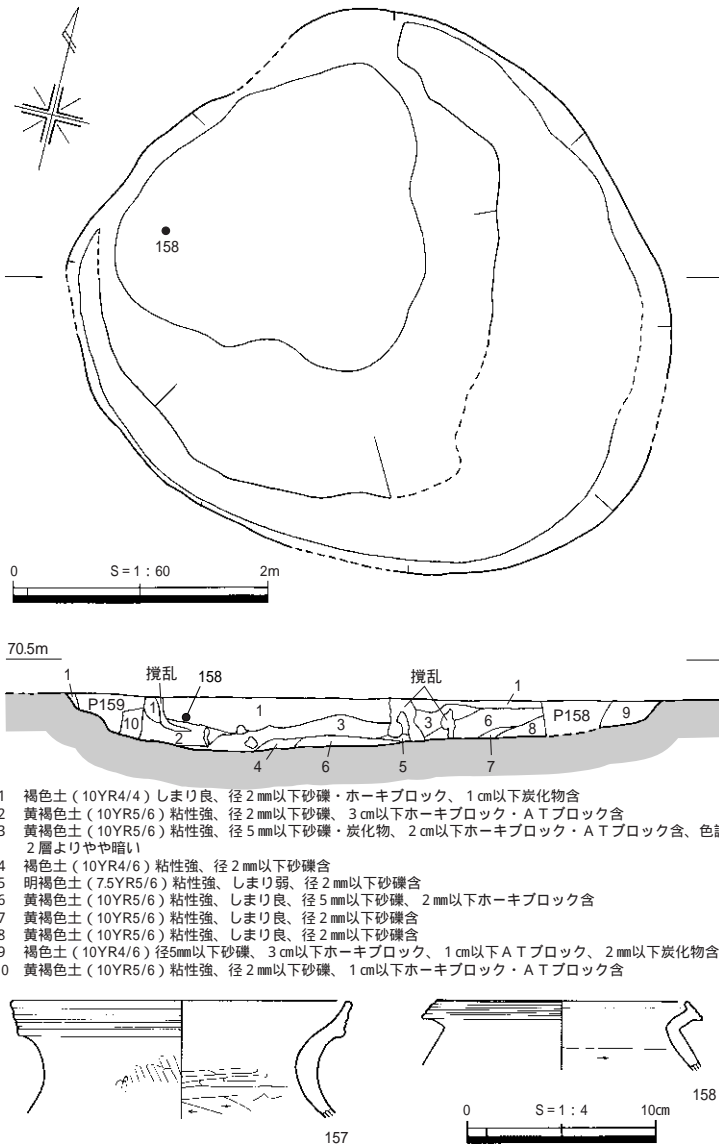 158
0 S=1:60 2m
70.5m
1 P159 10 1 撹乱 158 2 1 3 4 6 5 撹乱 3 6 7 8 1 P158 9
1 褐色土（10YR4/4）しまり良、径2㎜以下砂礫・ホーキブロック、1㎝以下炭化物含
2 黄褐色土（10YR5/6）粘性強、径2㎜以下砂礫、3㎝以下ホーキブロック・ATブロック含
3 黄褐色土（10YR5/6）粘性強、径5㎜以下砂礫・炭化物、2㎝以下ホーキブロック・ATブロック含、色
2層よりやや暗い
4 褐色土（10YR4/6）粘性強、径2㎜以下砂礫含
5 明褐色土（7.5YR5/6）粘性強、しまり弱、径2㎜以下砂礫含
6 黄褐色土（10YR5/6）粘性強、しまり良、径5㎜以下砂礫、2㎜以下ホーキブロック含
7 黄褐色土（10YR5/6）粘性強、しまり良、径2㎜以下砂礫含
8 黄褐色土（10YR5/6）粘性強、しまり良、径2㎜以下砂礫含
9 褐色土（10YR4/6）径5㎜以下砂礫、3㎝以下ホーキブロック、1㎝以下ATブロック、2㎜以下炭化物含
0 黄褐色土（10YR5/6）粘性強、径2㎜以下砂礫、1㎝以下ホーキブロック・ATブロック含
157
158
0 S=1:4 10㎝